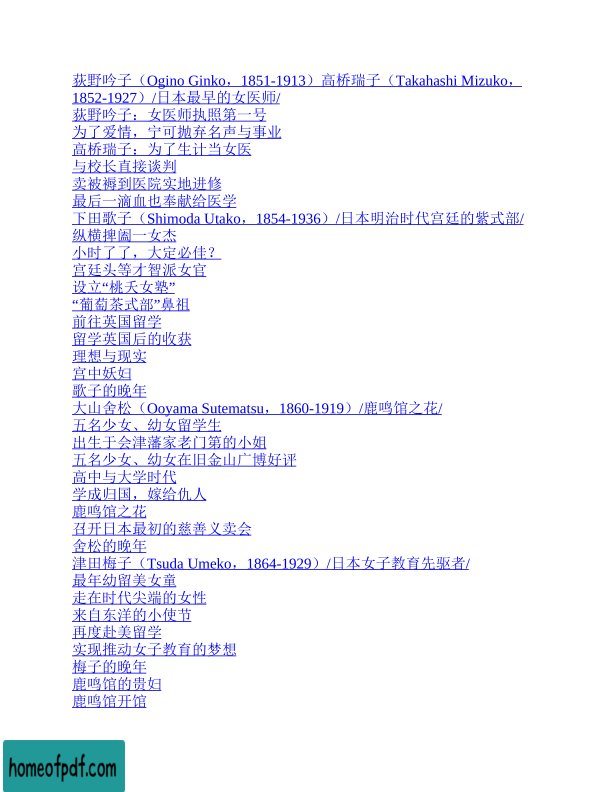 荻野吟子（Ogino Ginko，1851-1913）高桥瑞子（Takahashi Mizuko，
1852-1927）/日本最早的女医师/
荻野吟子：女医师执照第一号
为了爱情，宁可抛弃名声与事业
高桥瑞子：为了生计当女医
与校长直接谈判
卖被褥到医院实地进修
最后一滴血也奉献给医学
下田歌子（Shimoda Utako，1854-1936）/日本明治时代宫廷的紫式部/
纵横捭阖一女杰
小时了了，大定必佳？
宫廷头等才智派女官
设立“桃夭女塾”
“葡萄茶式部”鼻祖
前往英国留学
留学英国后的收获
理想与现实
宫中妖妇
歌子的晚年
大山舍松（Ooyama Sutematsu，1860-1919）/鹿鸣馆之花/
五名少女、幼女留学生
出生于会津藩家老门第的小姐
五名少女、幼女在旧金山广博好评
高中与大学时代
学成归国，嫁给仇人
鹿鸣馆之花
召开日本最初的慈善义卖会
舍松的晚年
津田梅子（Tsuda Umeko，1864-1929）/日本女子教育先驱者/
最年幼留美女童
走在时代尖端的女性
来自东洋的小使节
再度赴美留学
实现推动女子教育的梦想
梅子的晚年
鹿鸣馆的贵妇
鹿鸣馆开馆
homeofpdf.com